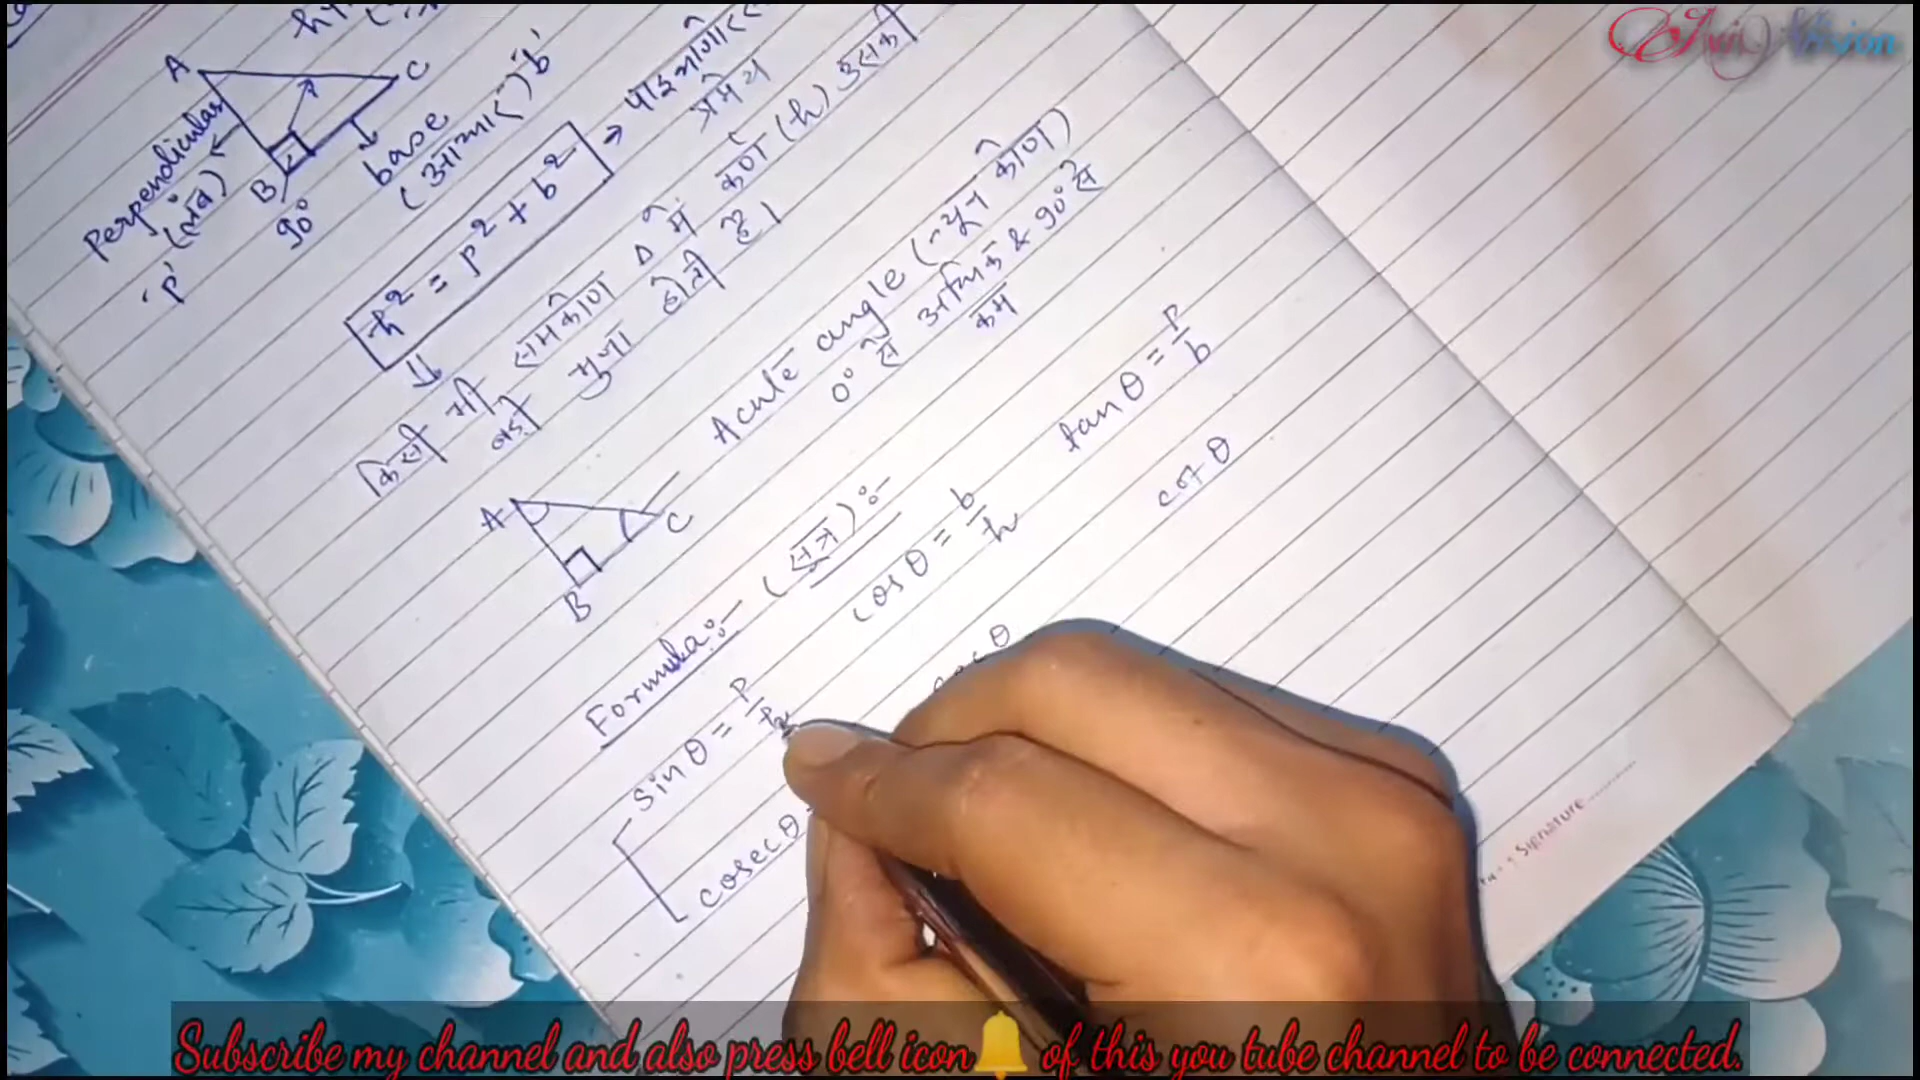 A
C
Perpendicular
(लंब)
'p'
B
90°
base
(आधार) 'b'
h² = p² + b² →
प्रमेय
किसी भी समकोण Δ में कर्ण (h) उसकी
बड़ी भुजा होती है।
A
B
C
Acute angle (न्यून कोण)
0° से अधिक & 90° से
कम
Formula:- (सूत्र):-
sin θ = p/h
cos θ = b/h
tan θ = p/b
cosec θ
sec θ
cot θ
Signature
Subscribe my channel and also press bell icon 🔔 of this you tube channel to be connected.